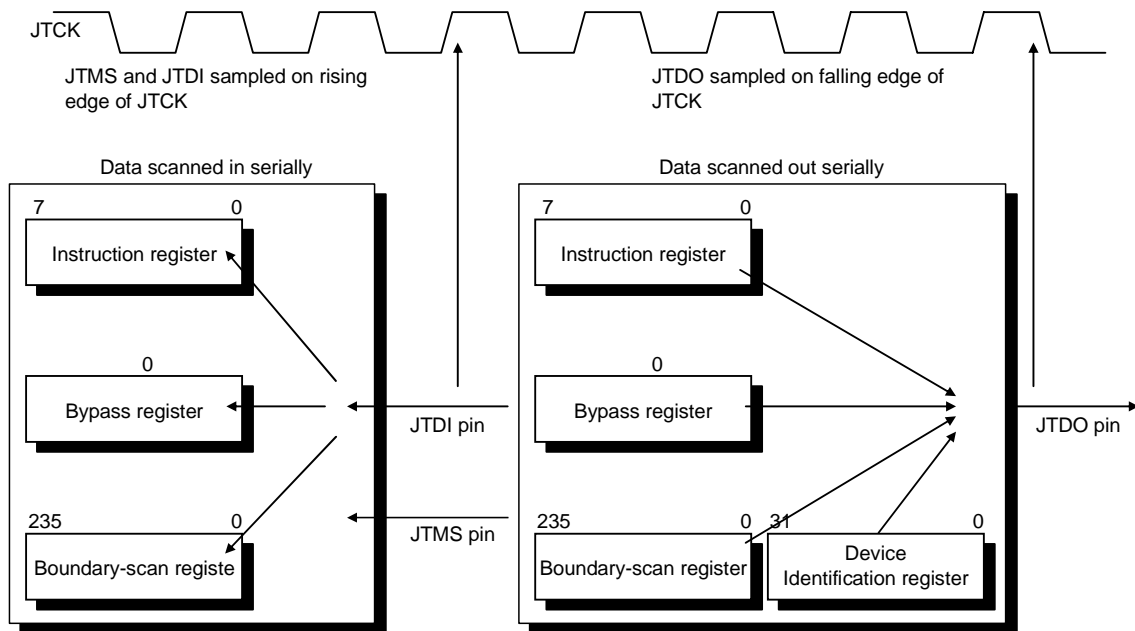 JTCK
JTMS and JTDI sampled on rising
edge of JTCK
JTDO sampled on falling edge of
JTCK
Data scanned in serially
7 0
Instruction register
0
Bypass register
235 0
Boundary-scan registe
JTDI pin
JTMS pin
Data scanned out serially
7 0
Instruction register
0
Bypass register
235 0
Boundary-scan register
31 0
Device
Identification register
JTDO pin